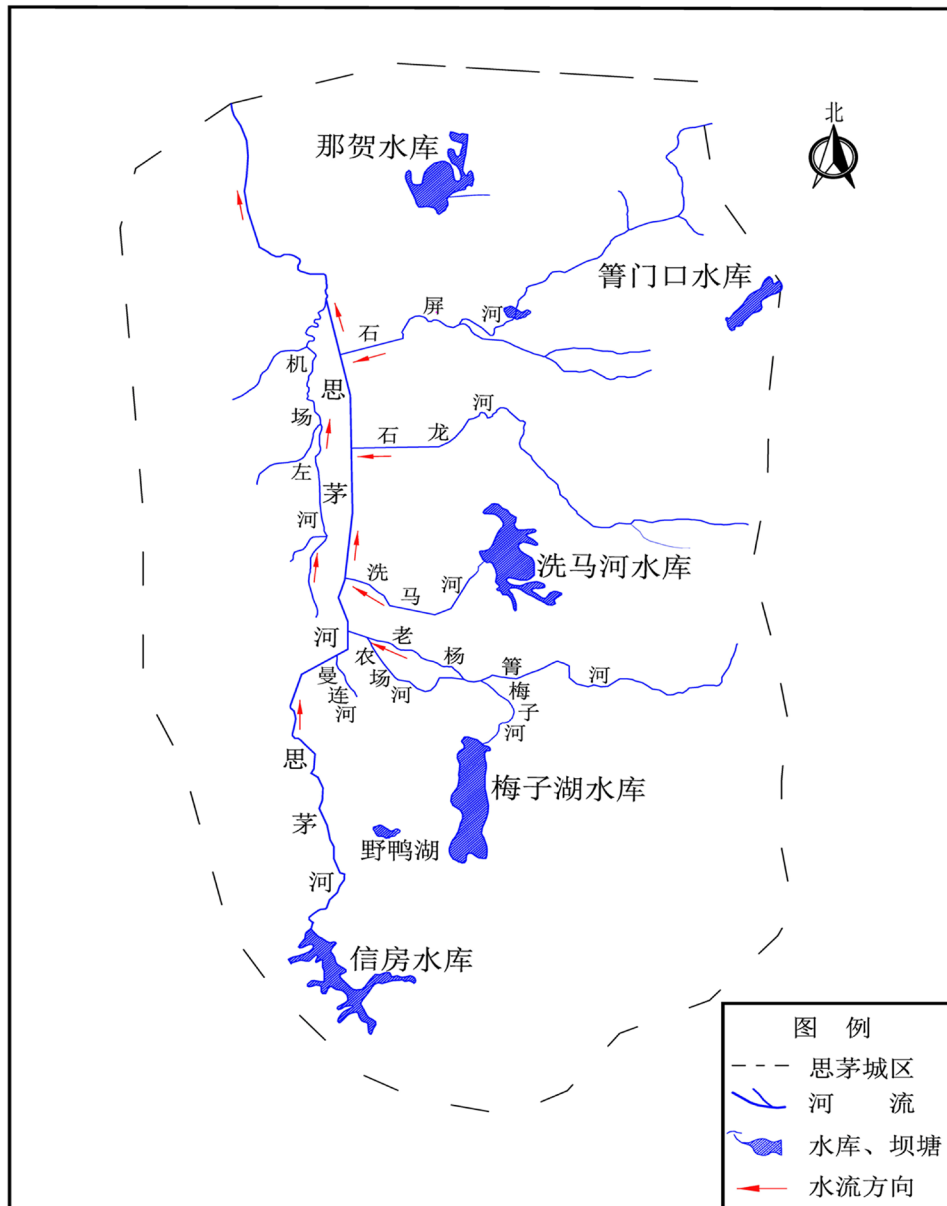 北
那贺水库
箐门口水库
石屏河
机场左河
思茅河
石龙河
洗马河水库
洗马河
老杨箐河
农场河
曼连河
梅子河
思茅河
梅子湖水库
野鸭湖
信房水库
图 例
思茅城区
河 流
水库、坝塘
水流方向